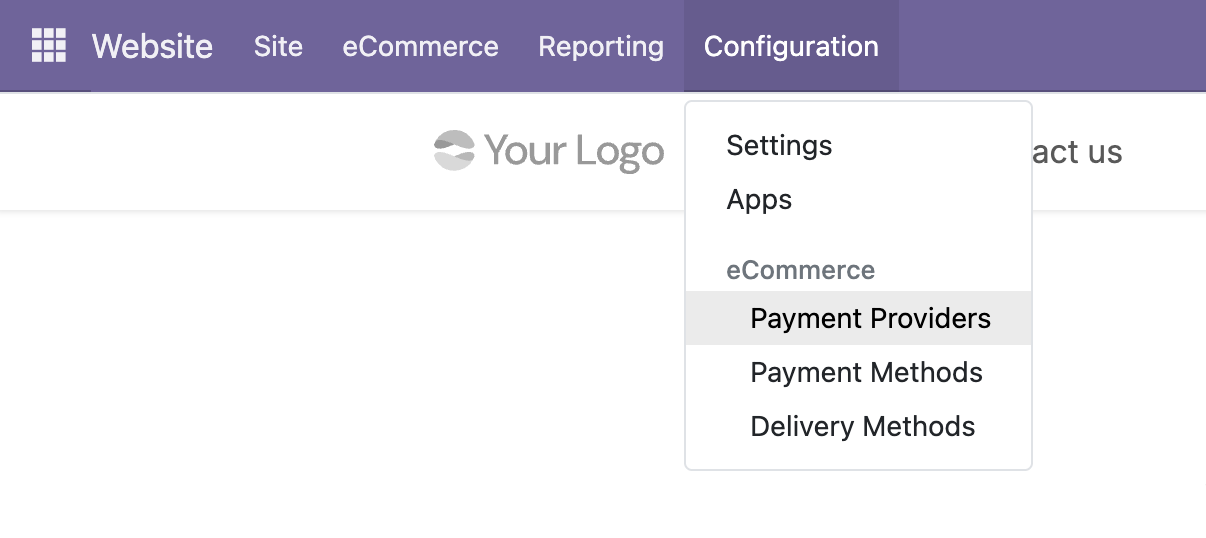 Website Site eCommerce Reporting Configuration
Your Logo
act us
Settings
Apps
eCommerce
Payment Providers
Payment Methods
Delivery Methods